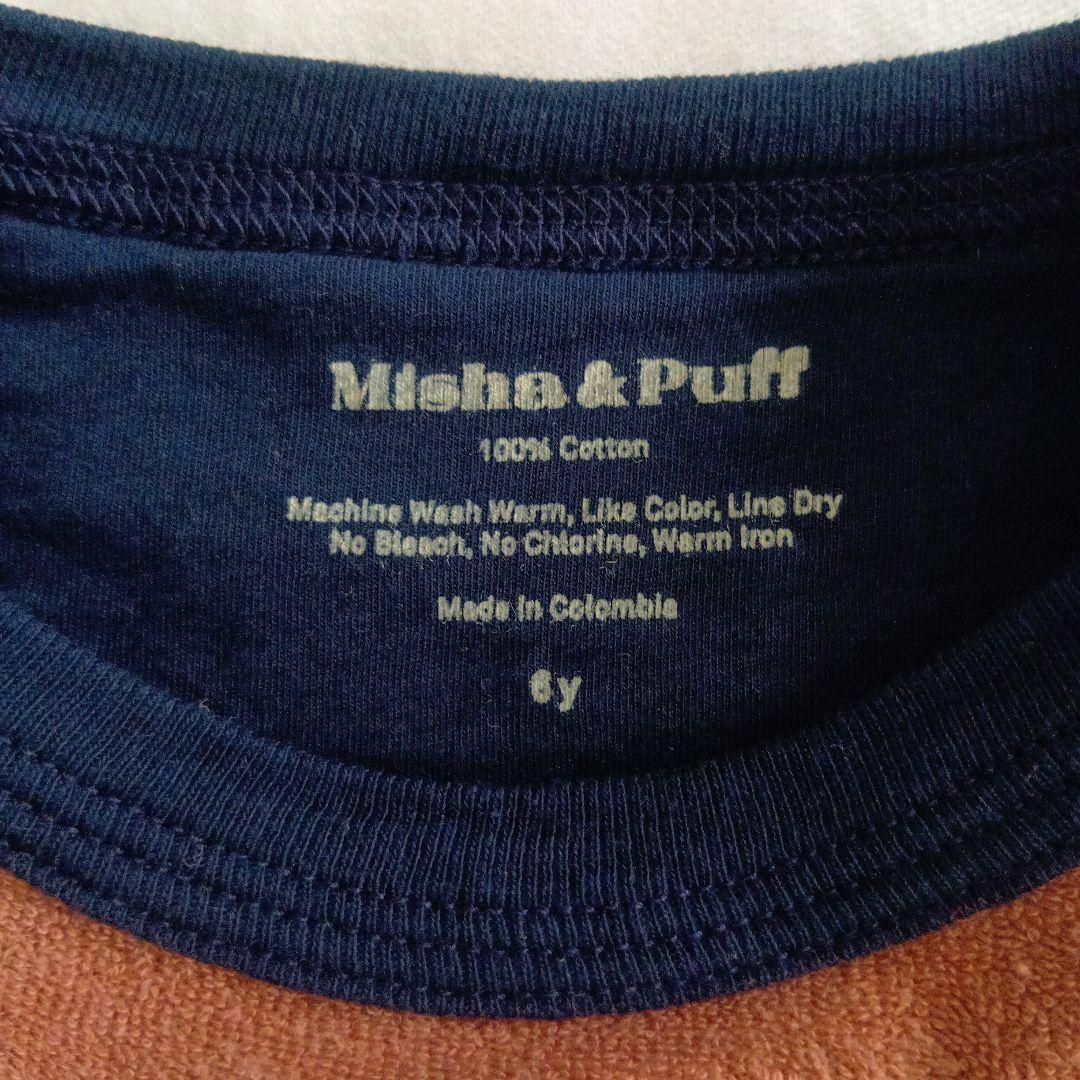 Misha & Puff
100% Cotton
Machine Wash Warm, Like Color, Line Dry
No Bleach, No Chlorine, Warm Iron
Made in Colombia
6y